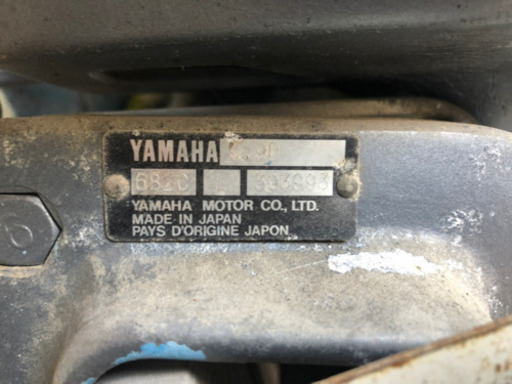 YAMAHA
YAMAHA MOTOR CO., LTD.
MADE IN JAPAN
PAYS D'ORIGINE JAPON